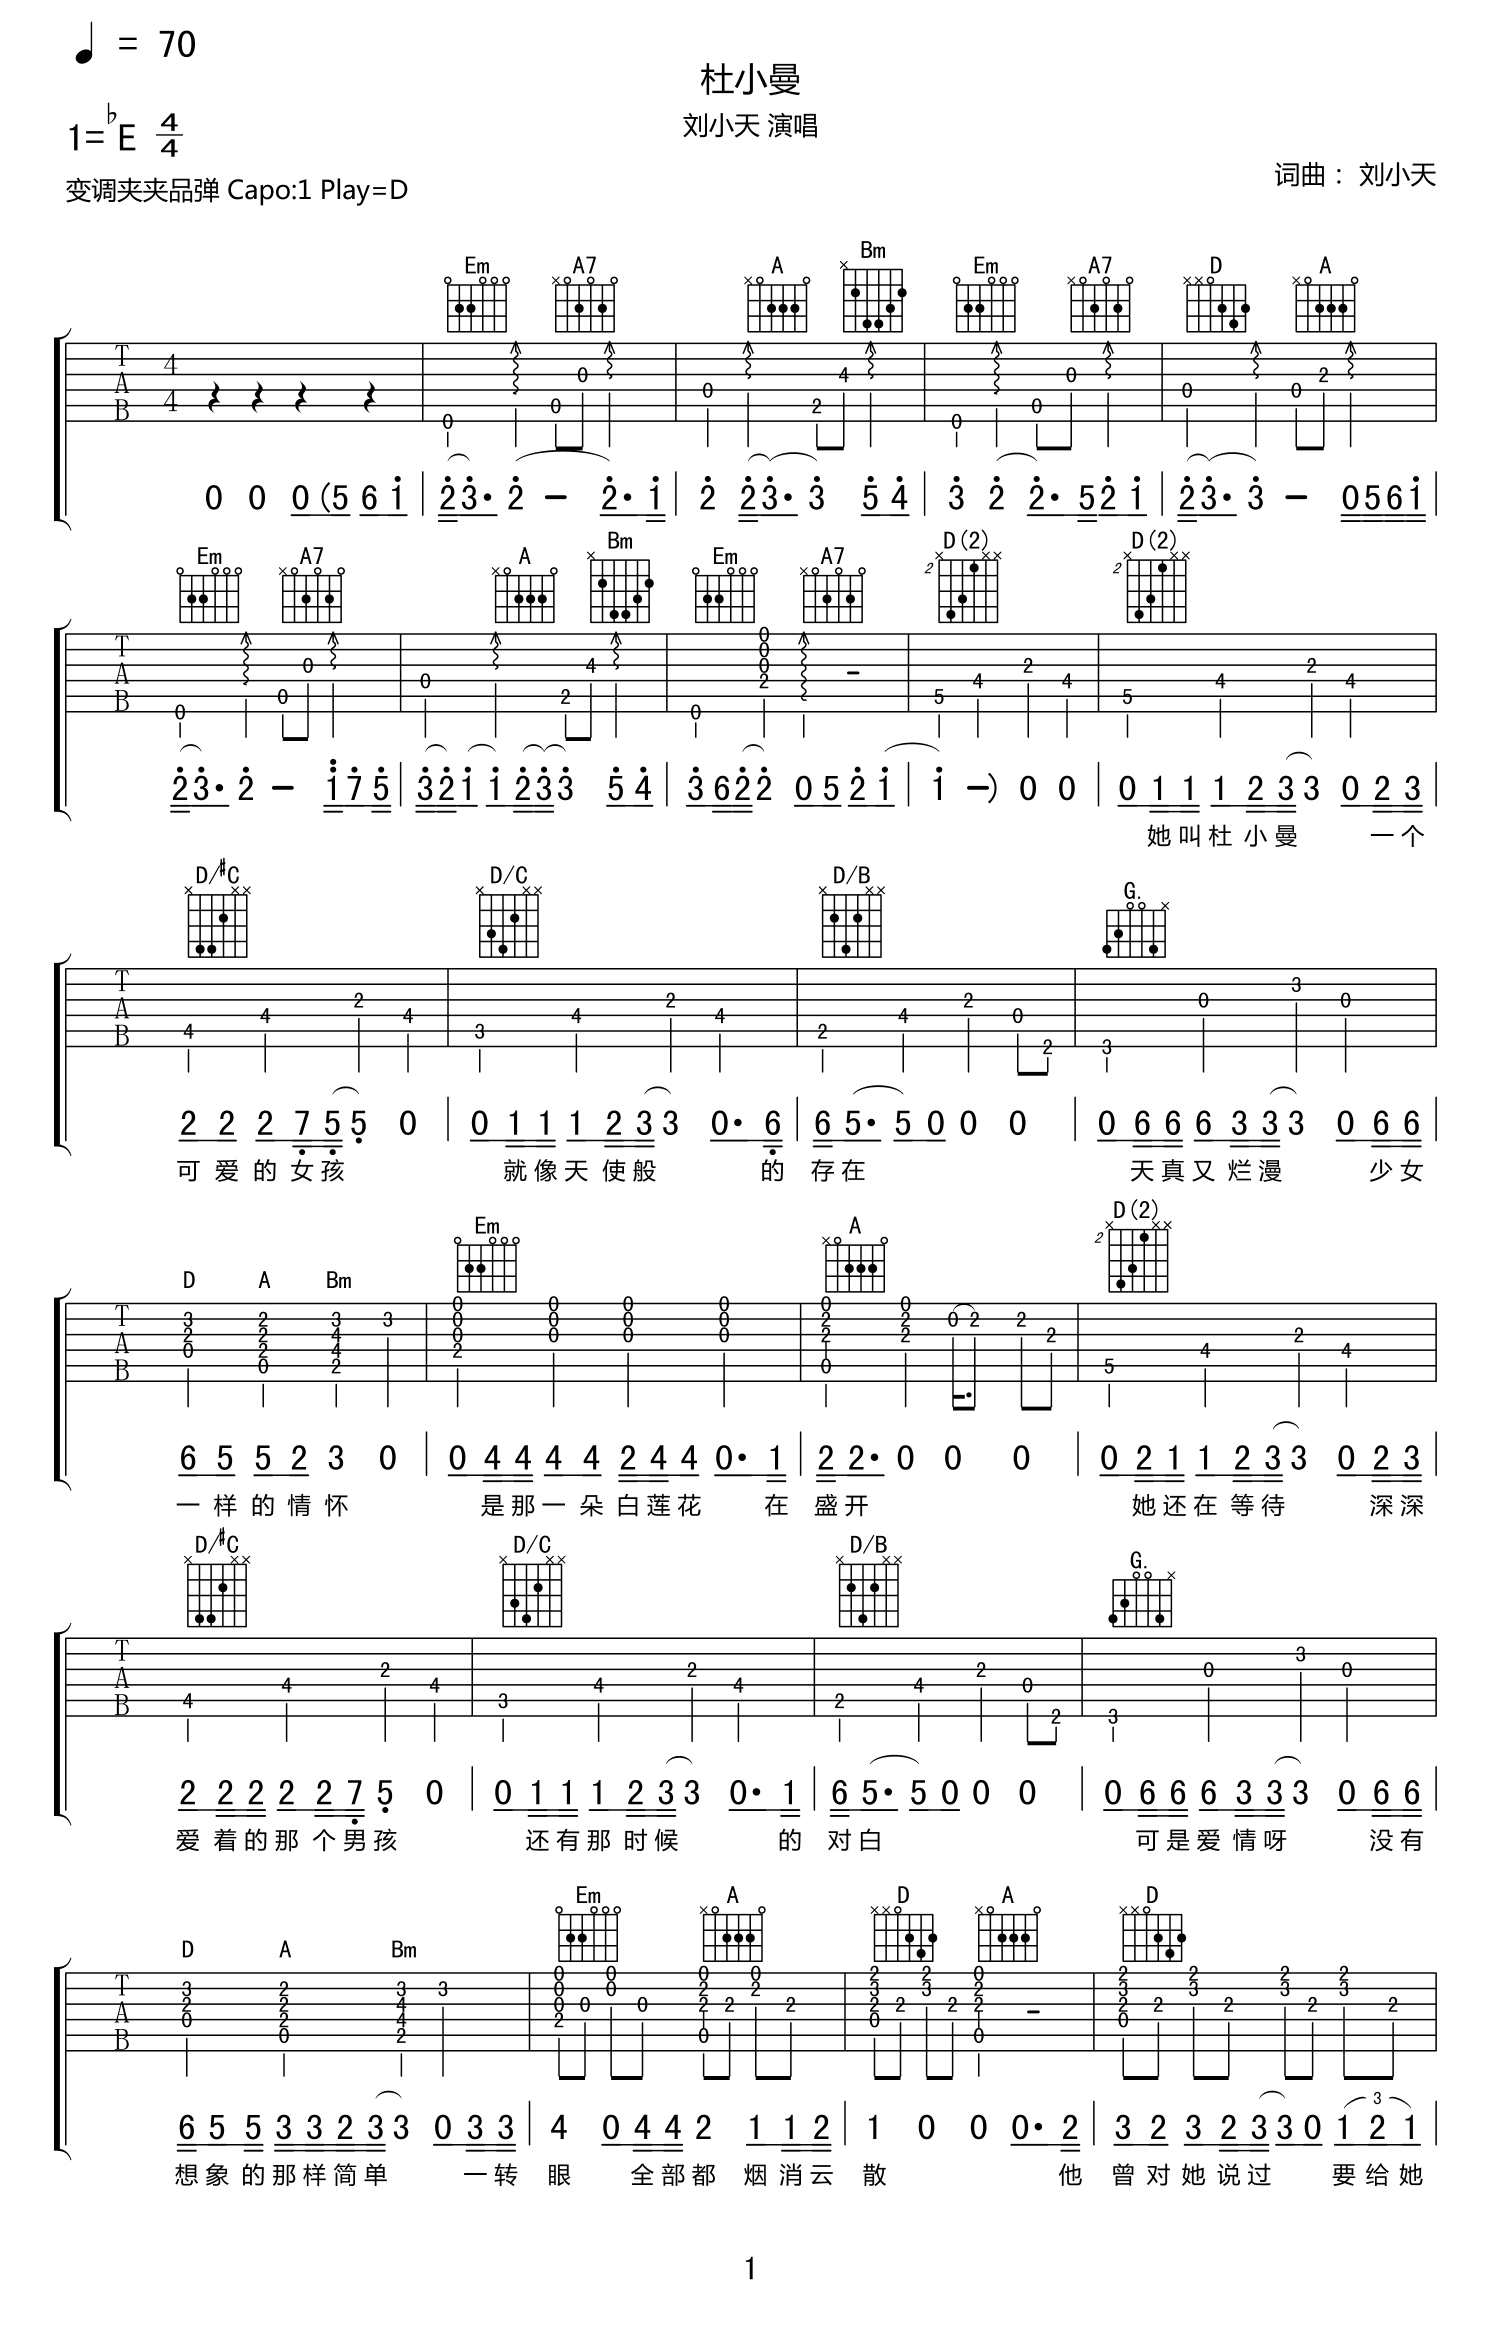 ♩ = 70
杜小曼
1=♭E 4/4
刘小天 演唱
词曲： 刘小天
变调夹夹品弹 Capo:1 Play=D
Em A7 A Bm Em A7 D A
0 0 0 (5 6 1 2 3· 2 – 2· 1 2 2 3· 3 5 4 3 2 2· 5 2 1 2 3· 3 – 0 5 6 1
Em A7 A Bm Em A7 D(2) D(2)
2 3· 2 – 1 7 5 3 2 1 1 2 3 3 5 4 3 6 2 2 0 5 2 1 1 –) 0 0 0 1 1 1 2 3 3 0 2 3
她叫杜小曼 一个
D/#C D/C D/B G.
2 2 2 7 5 5 0 0 1 1 1 2 3 3 0· 6 6 5· 5 0 0 0 0 6 6 6 3 3 3 0 6 6
可爱的女孩 就像天使般 的 存在 天真又烂漫 少女
D A Bm Em A D(2)
6 5 5 2 3 0 0 4 4 4 4 2 4 4 0· 1 2 2· 0 0 0 0 2 1 1 2 3 3 0 2 3
一样的情怀 是那一朵白莲花 在 盛开 她还在等待 深深
D/#C D/C D/B G.
2 2 2 2 2 7 5 0 0 1 1 1 2 3 3 0· 1 6 5· 5 0 0 0 0 6 6 6 3 3 3 0 6 6
爱着的那个男孩 还有那时候 的 对白 可是爱情呀 没有
D A Bm Em A D A D
6 5 5 3 3 2 3 3 0 3 3 4 0 4 4 2 1 1 2 1 0 0 0· 2 3 2 3 2 3 3 0 1 2 1
想象的那样简单 一转 眼 全部都 烟消云 散 他 曾对她说过 要给她
1